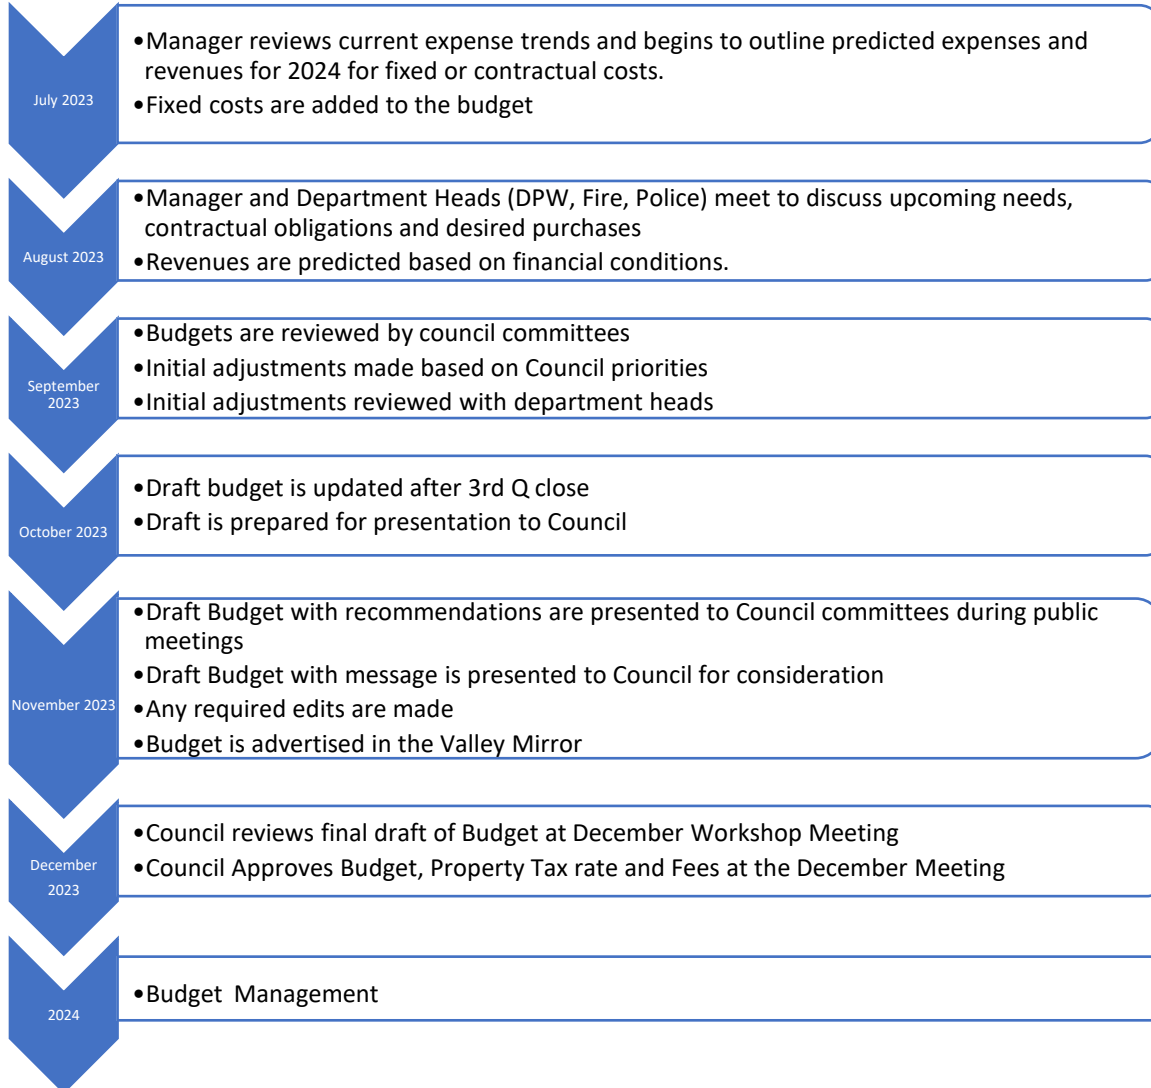 July 2023
•Manager reviews current expense trends and begins to outline predicted expenses and
revenues for 2024 for fixed or contractual costs.
•Fixed costs are added to the budget
August 2023
•Manager and Department Heads (DPW, Fire, Police) meet to discuss upcoming needs,
contractual obligations and desired purchases
•Revenues are predicted based on financial conditions.
September
2023
•Budgets are reviewed by council committees
•Initial adjustments made based on Council priorities
•Initial adjustments reviewed with department heads
October 2023
•Draft budget is updated after 3rd Q close
•Draft is prepared for presentation to Council
November 2023
•Draft Budget with recommendations are presented to Council committees during public
meetings
•Draft Budget with message is presented to Council for consideration
•Any required edits are made
•Budget is advertised in the Valley Mirror
December
2023
•Council reviews final draft of Budget at December Workshop Meeting
•Council Approves Budget, Property Tax rate and Fees at the December Meeting
2024
•Budget Management